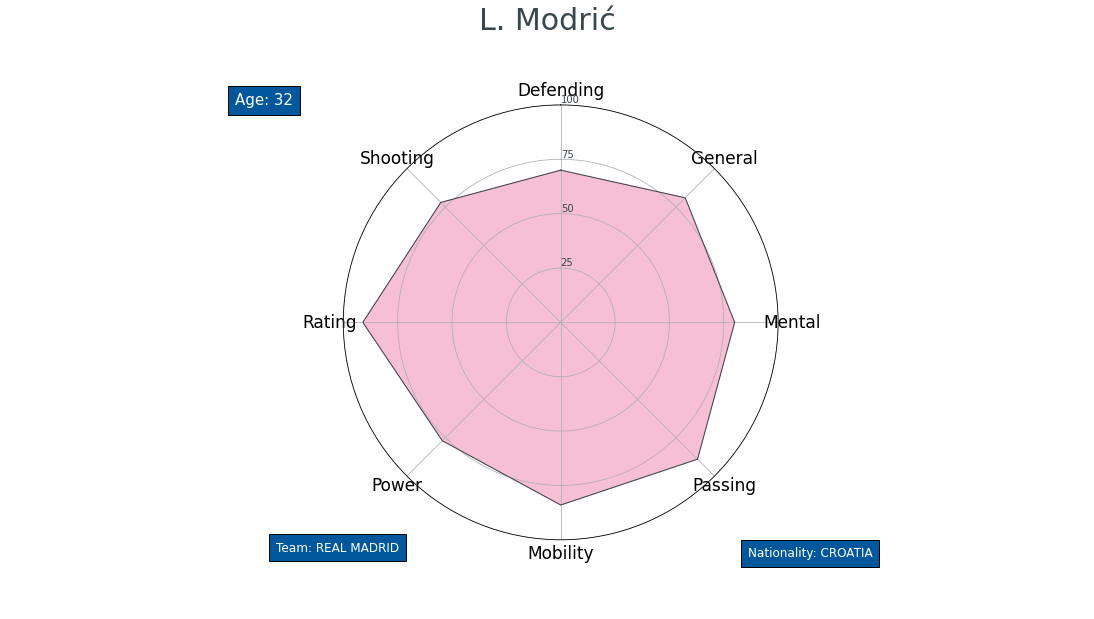 L. Modrić
Age: 32
Defending
100
Shooting
General
75
50
25
Rating
Mental
Power
Passing
Team: REAL MADRID
Mobility
Nationality: CROATIA